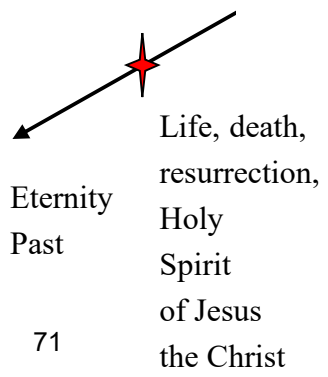 Eternity
Past
Life, death,
resurrection,
Holy
Spirit
of Jesus
the Christ
71